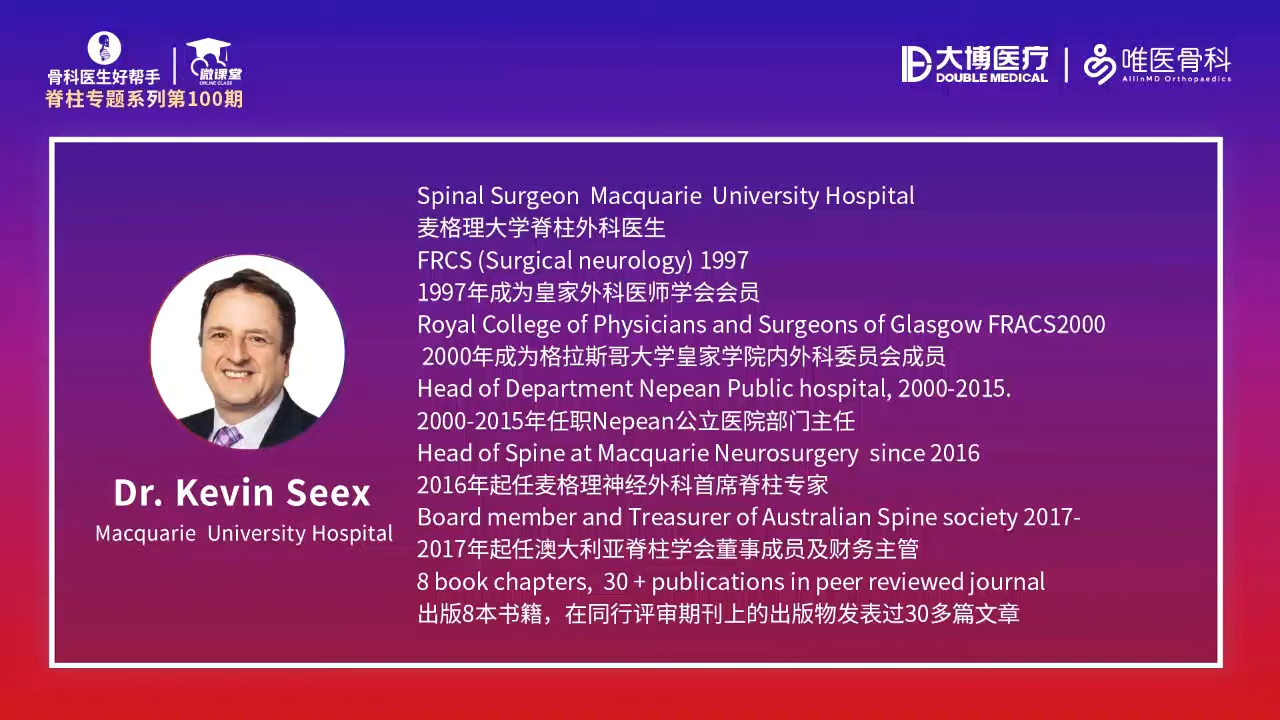 骨科医生好帮手
微课堂
ONLINE CLASS
脊柱专题系列第100期
大博医疗
DOUBLE MEDICAL
唯医骨科
AllinMD Orthopaedics
Dr. Kevin Seex
Macquarie University Hospital
Spinal Surgeon Macquarie University Hospital
麦格理大学脊柱外科医生
FRCS (Surgical neurology) 1997
1997年成为皇家外科医师学会会员
Royal College of Physicians and Surgeons of Glasgow FRACS2000
2000年成为格拉斯哥大学皇家学院内外科委员会成员
Head of Department Nepean Public hospital, 2000-2015.
2000-2015年任职Nepean公立医院部门主任
Head of Spine at Macquarie Neurosurgery since 2016
2016年起任麦格理神经外科首席脊柱专家
Board member and Treasurer of Australian Spine society 2017-
2017年起任澳大利亚脊柱学会董事成员及财务主管
8 book chapters, 30 + publications in peer reviewed journal
出版8本书籍，在同行评审期刊上的出版物发表过30多篇文章